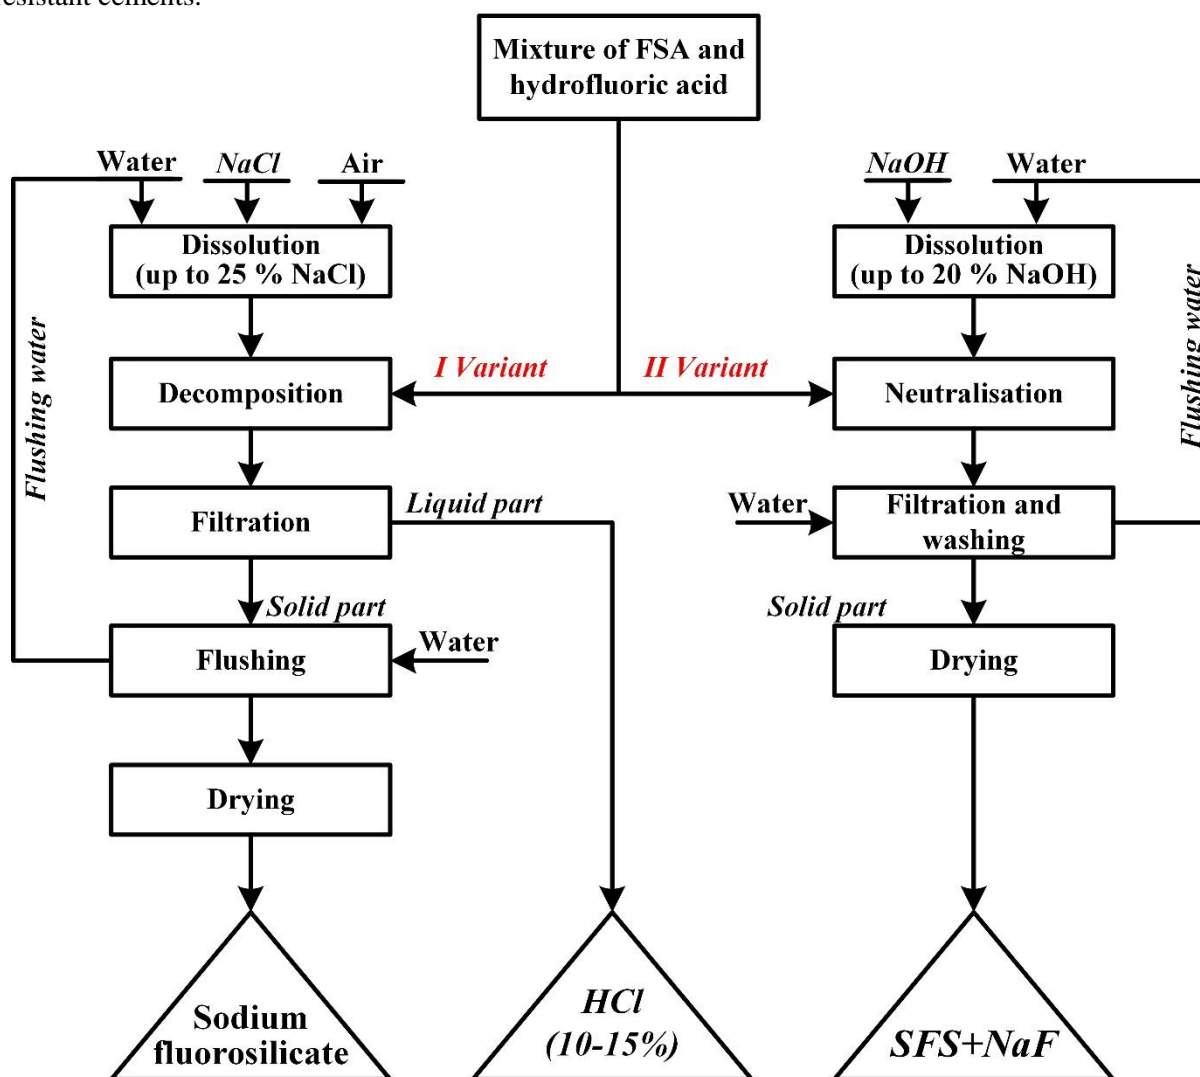 resistant cements.
Mixture of FSA and
hydrofluoric acid
Water
NaCl
Air
NaOH
Water
Dissolution
(up to 25 % NaCl)
Dissolution
(up to 20 % NaOH)
Flushing water
Flushing water
I Variant
II Variant
Decomposition
Neutralisation
Filtration
Liquid part
Water
Filtration and
washing
Solid part
Solid part
Flushing
Water
Drying
Drying
Sodium
fluorosilicate
HCl
(10-15%)
SFS+NaF